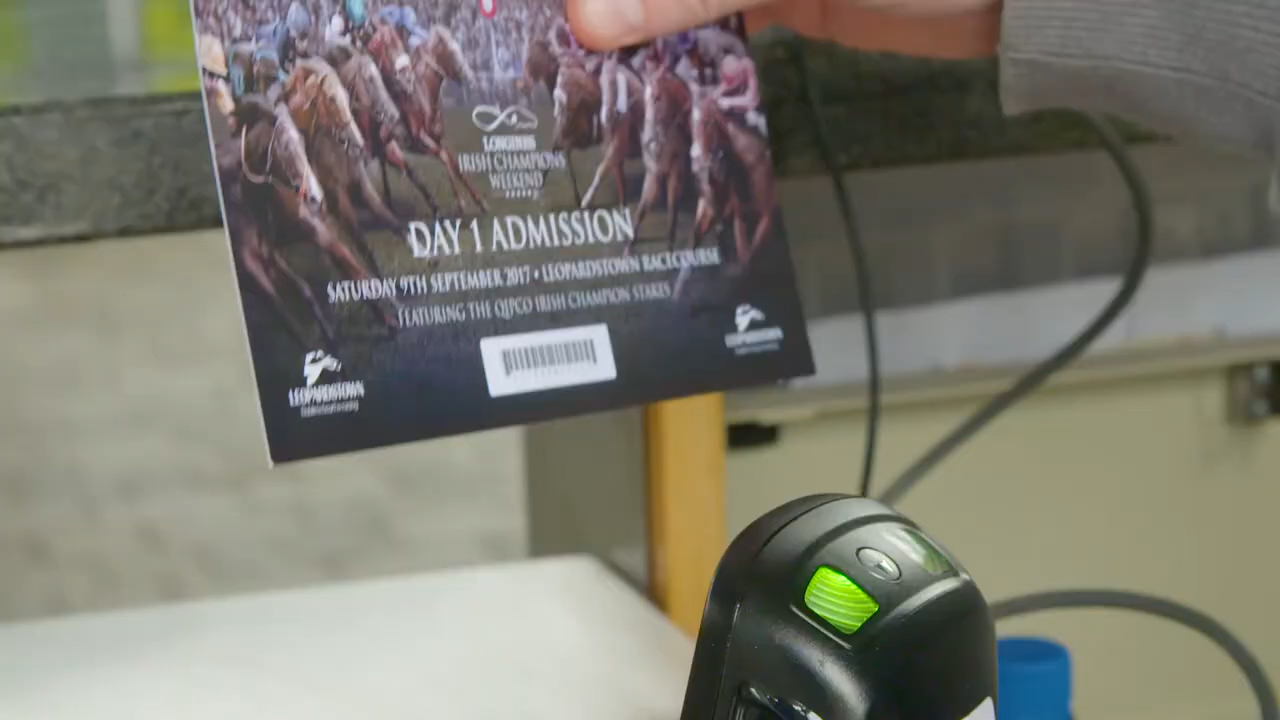 LONGINES
IRISH CHAMPIONS
WEEKEND
DAY 1 ADMISSION
SATURDAY 9TH SEPTEMBER 2017 • LEOPARDSTOWN RACECOURSE
FEATURING THE QIPCO IRISH CHAMPION STAKES
LEOPARDSTOWN
LEOPARDSTOWN